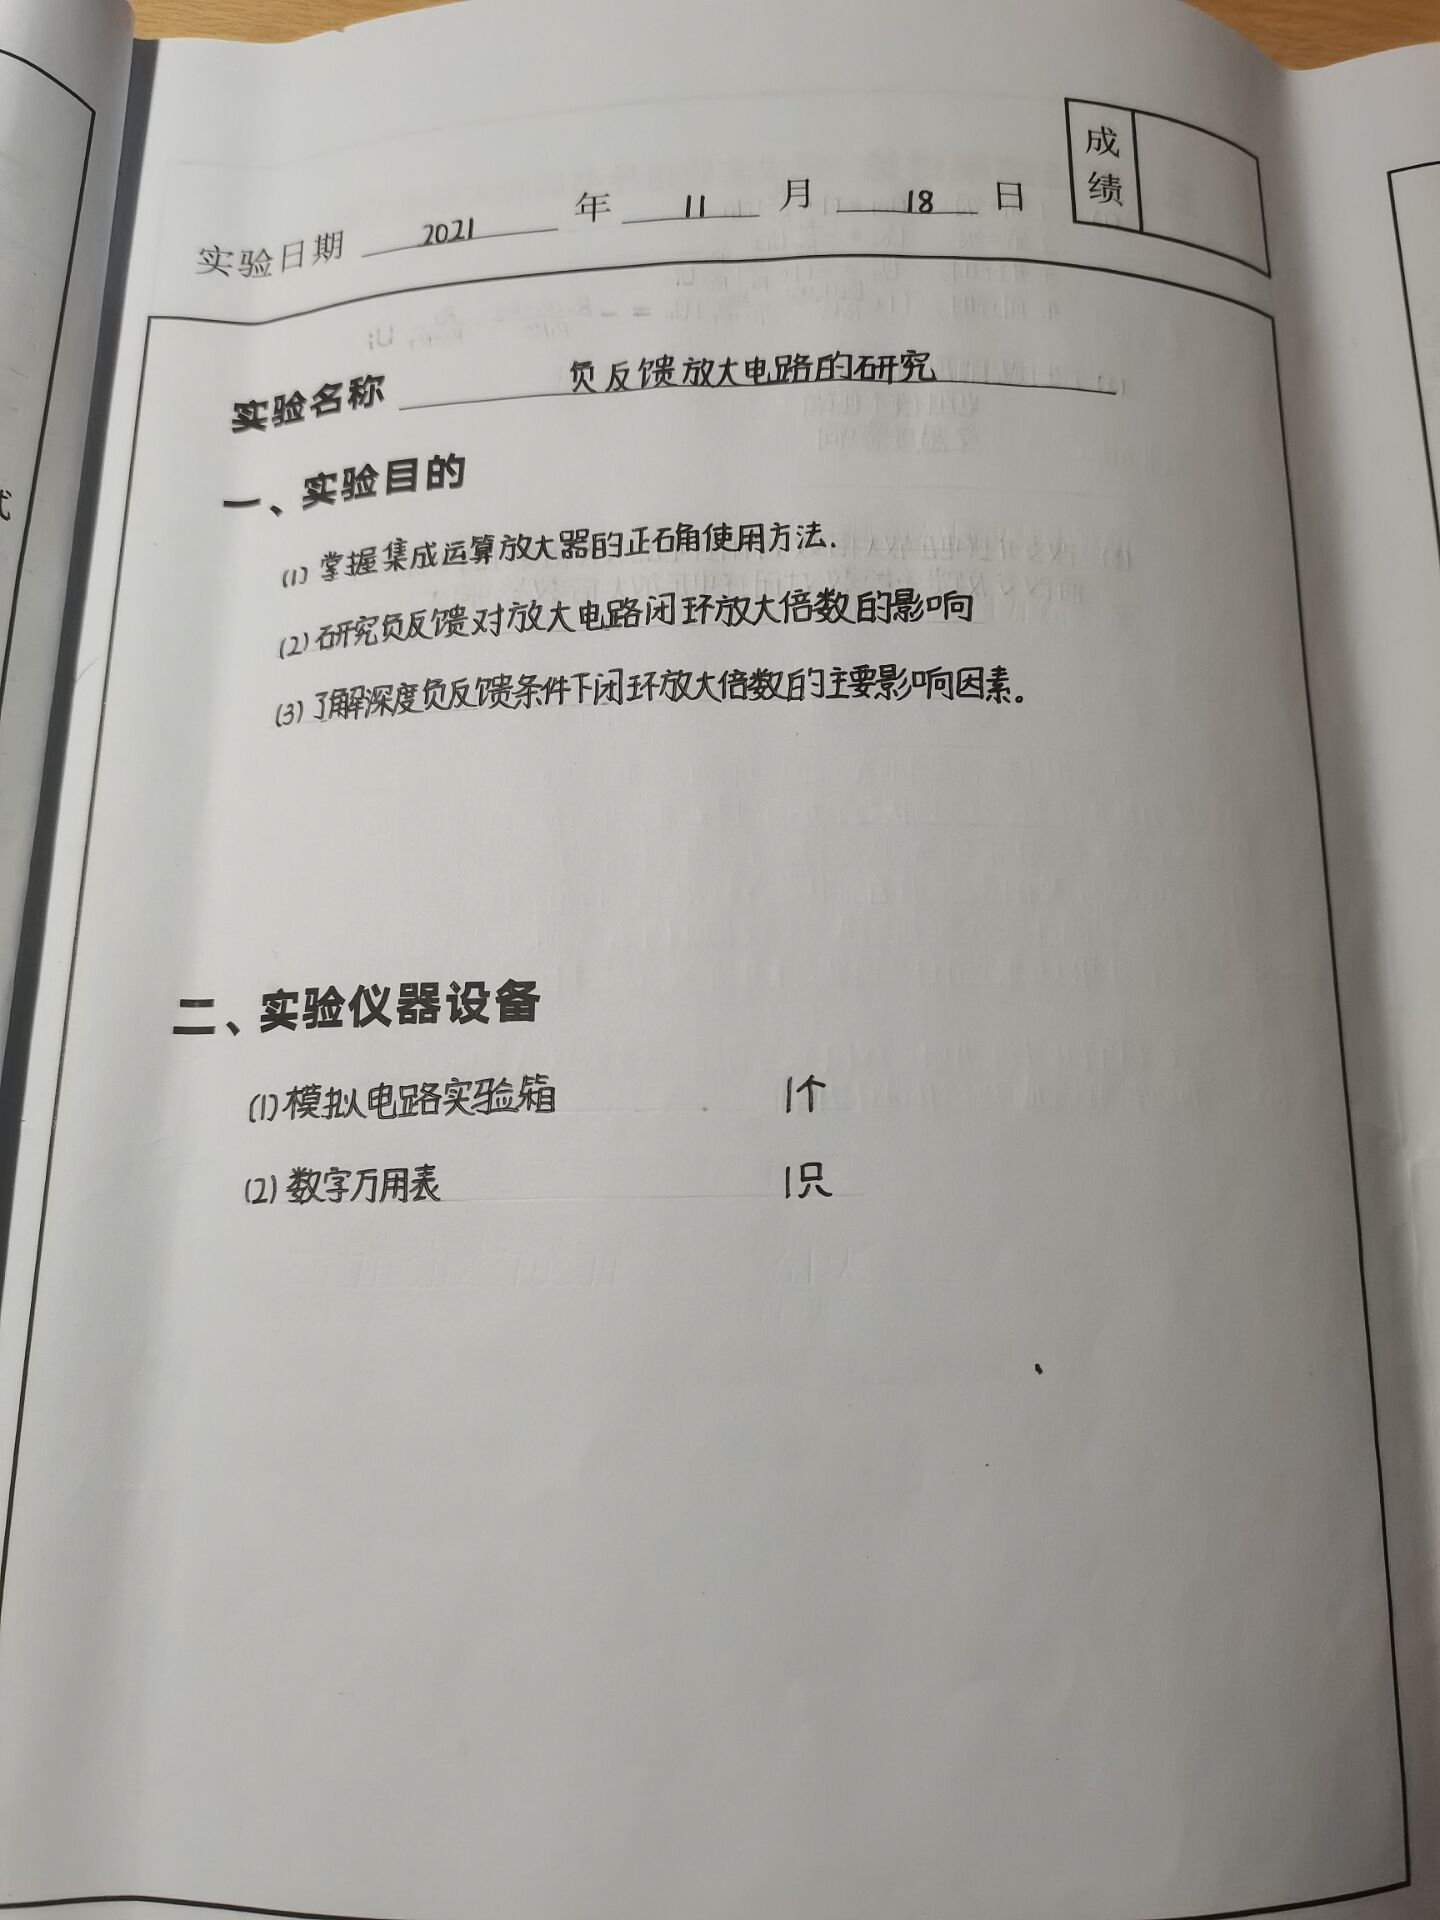 成绩
实验日期 2021 年 11 月 18 日
实验名称 负反馈放大电路的研究
一、实验目的
(1) 掌握集成运算放大器的正确使用方法.
(2) 研究负反馈对放大电路闭环放大倍数的影响
(3) 了解深度负反馈条件下闭环放大倍数的主要影响因素。
二、实验仪器设备
(1) 模拟电路实验箱 1个
(2) 数字万用表 1只